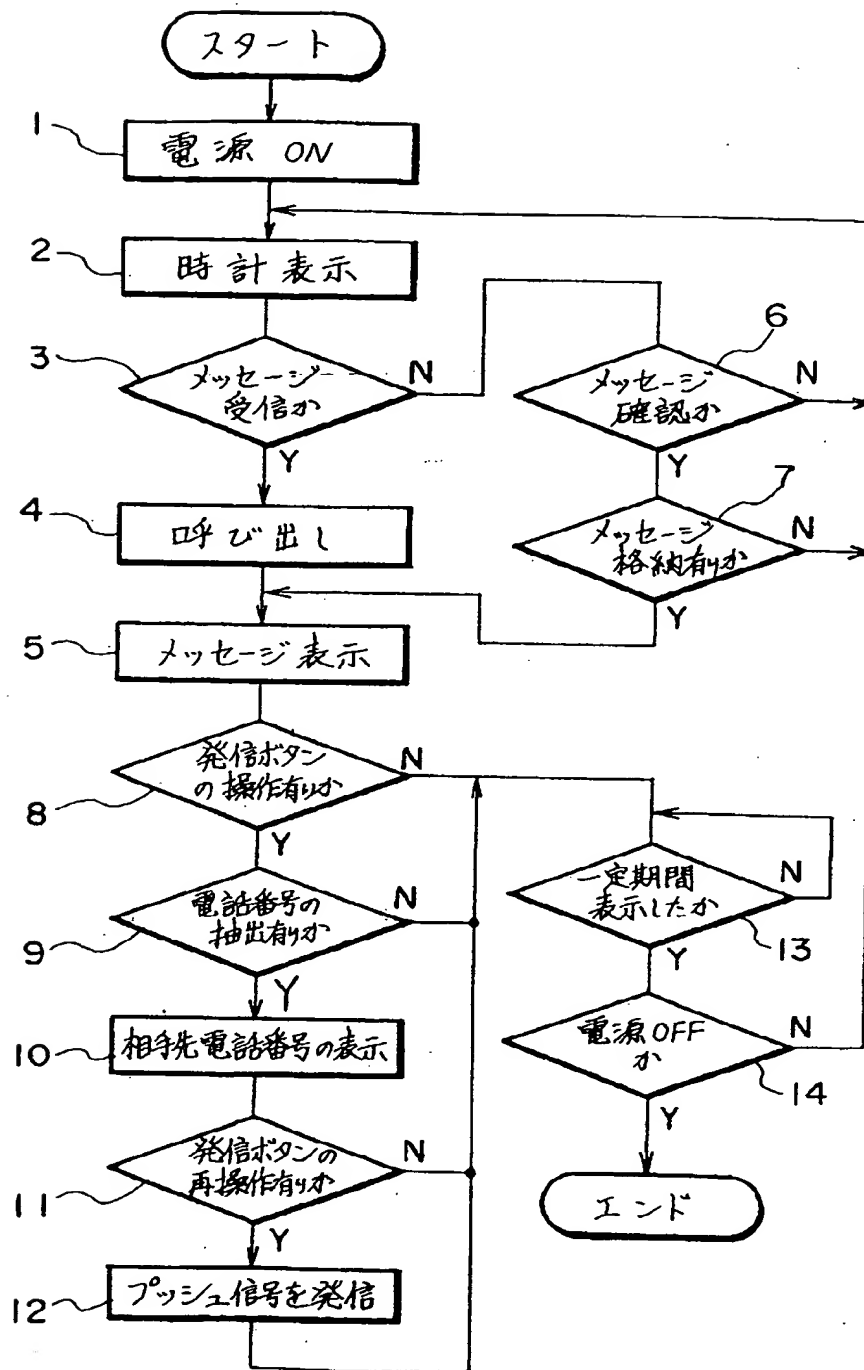 スタート
1
電源 ON
2
時計表示
3
メッセージ
受信か
N
Y
6
メッセージ
確認か
N
Y
7
メッセージ
格納有りか
N
Y
4
呼び出し
5
メッセージ表示
8
発信ボタン
の操作有りか
N
Y
9
電話番号の
抽出有りか
N
Y
10
相手先電話番号の表示
11
発信ボタンの
再操作有りか
N
Y
12
プッシュ信号を発信
13
一定期間
表示したか
N
Y
14
電源OFF
か
N
Y
エンド